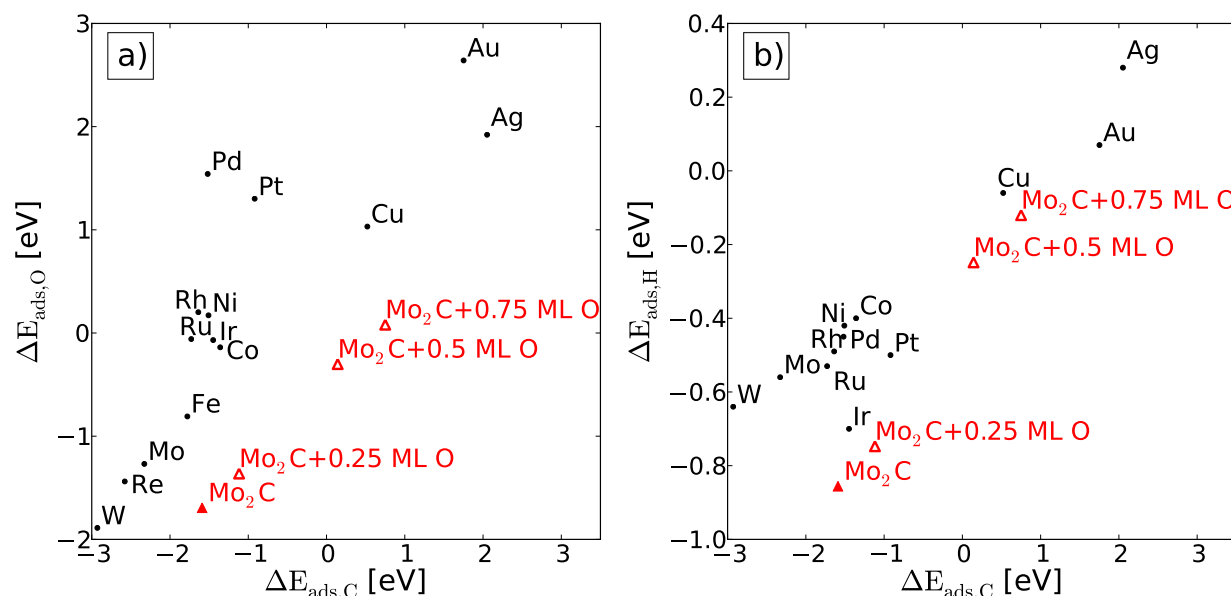 a)
3
2
1
0
−1
−2
ΔE_ads,O [eV]
Au
Ag
Pd
Pt
Cu
Rh
Ni
Ru
Ir
Co
Mo₂C+0.75 ML O
Mo₂C+0.5 ML O
Fe
Mo
Mo₂C+0.25 ML O
Re
Mo₂C
W
−3 −2 −1 0 1 2 3
ΔE_ads,C [eV]
b)
0.4
0.2
0.0
−0.2
−0.4
−0.6
−0.8
−1.0
ΔE_ads,H [eV]
Ag
Au
Cu
Mo₂C+0.75 ML O
Mo₂C+0.5 ML O
Ni
Co
Rh
Pd
Pt
Mo
Ru
W
Ir
Mo₂C+0.25 ML O
Mo₂C
−3 −2 −1 0 1 2 3
ΔE_ads,C [eV]